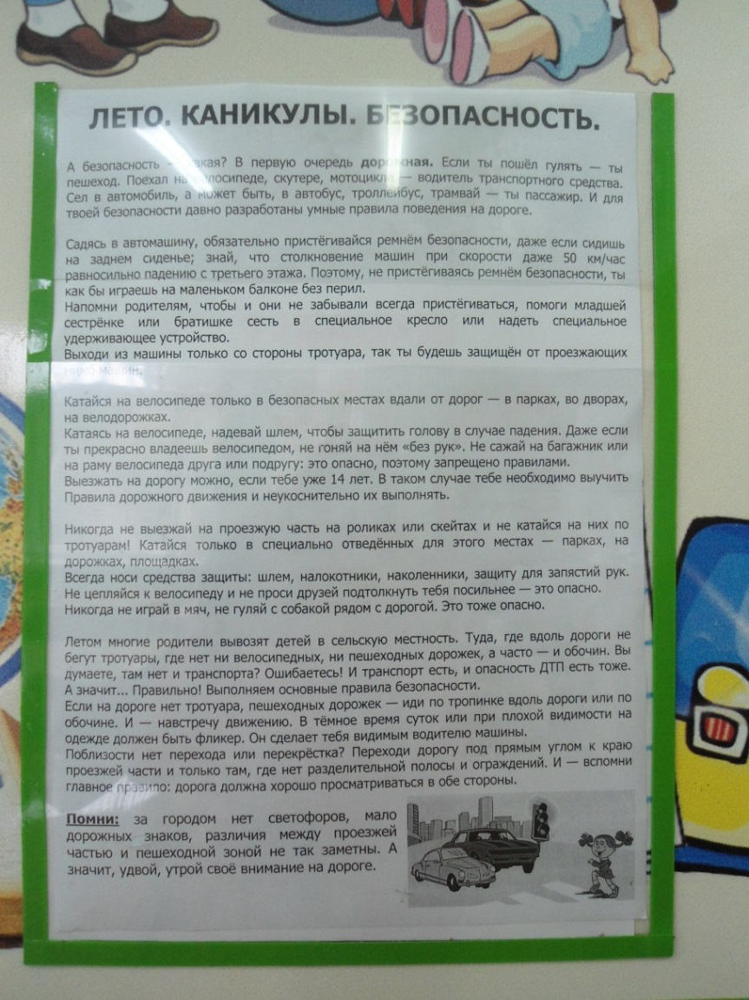 ЛЕТО. КАНИКУЛЫ. БЕЗОПАСНОСТЬ.
А безопасность — какая? В первую очередь дорожная. Если ты пошёл гулять — ты
пешеход. Поехал на велосипеде, скутере, мотоцикле — водитель транспортного средства.
Сел в автомобиль, а может быть, в автобус, троллейбус, трамвай — ты пассажир. И для
твоей безопасности давно разработаны умные правила поведения на дороге.
Садясь в автомашину, обязательно пристёгивайся ремнём безопасности, даже если сидишь
на заднем сиденье; знай, что столкновение машин при скорости даже 50 км/час
равносильно падению с третьего этажа. Поэтому, не пристёгиваясь ремнём безопасности, ты
как бы играешь на маленьком балконе без перил.
Напомни родителям, чтобы и они не забывали всегда пристёгиваться, помоги младшей
сестрёнке или братишке сесть в специальное кресло или надеть специальное
удерживающее устройство.
Выходи из машины только со стороны тротуара, так ты будешь защищён от проезжающих
мимо машин.
Катайся на велосипеде только в безопасных местах вдали от дорог — в парках, во дворах,
на велодорожках.
Катаясь на велосипеде, надевай шлем, чтобы защитить голову в случае падения. Даже если
ты прекрасно владеешь велосипедом, не гоняй на нём «без рук». Не сажай на багажник или
на раму велосипеда друга или подругу: это опасно, поэтому запрещено правилами.
Выезжать на дорогу можно, если тебе уже 14 лет. В таком случае тебе необходимо выучить
Правила дорожного движения и неукоснительно их выполнять.
Никогда не выезжай на проезжую часть на роликах или скейтах и не катайся на них по
тротуарам! Катайся только в специально отведённых для этого местах — парках, на
дорожках, площадках.
Всегда носи средства защиты: шлем, налокотники, наколенники, защиту для запястий рук.
Не цепляйся к велосипеду и не проси друзей подтолкнуть тебя посильнее — это опасно.
Никогда не играй в мяч, не гуляй с собакой рядом с дорогой. Это тоже опасно.
Летом многие родители вывозят детей в сельскую местность. Туда, где вдоль дороги не
бегут тротуары, где нет ни велосипедных, ни пешеходных дорожек, а часто — и обочин. Вы
думаете, там нет и транспорта? Ошибаетесь! И транспорт есть, и опасность ДТП есть тоже.
А значит... Правильно! Выполняем основные правила безопасности.
Если на дороге нет тротуара, пешеходных дорожек — иди по тропинке вдоль дороги или по
обочине. И — навстречу движению. В тёмное время суток или при плохой видимости на
одежде должен быть фликер. Он сделает тебя видимым водителю машины.
Поблизости нет перехода или перекрёстка? Переходи дорогу под прямым углом к краю
проезжей части и только там, где нет разделительной полосы и ограждений. И — вспомни
главное правило: дорога должна хорошо просматриваться в обе стороны.
Помни: за городом нет светофоров, мало
дорожных знаков, различия между проезжей
частью и пешеходной зоной не так заметны. А
значит, удвой, утрой своё внимание на дороге.